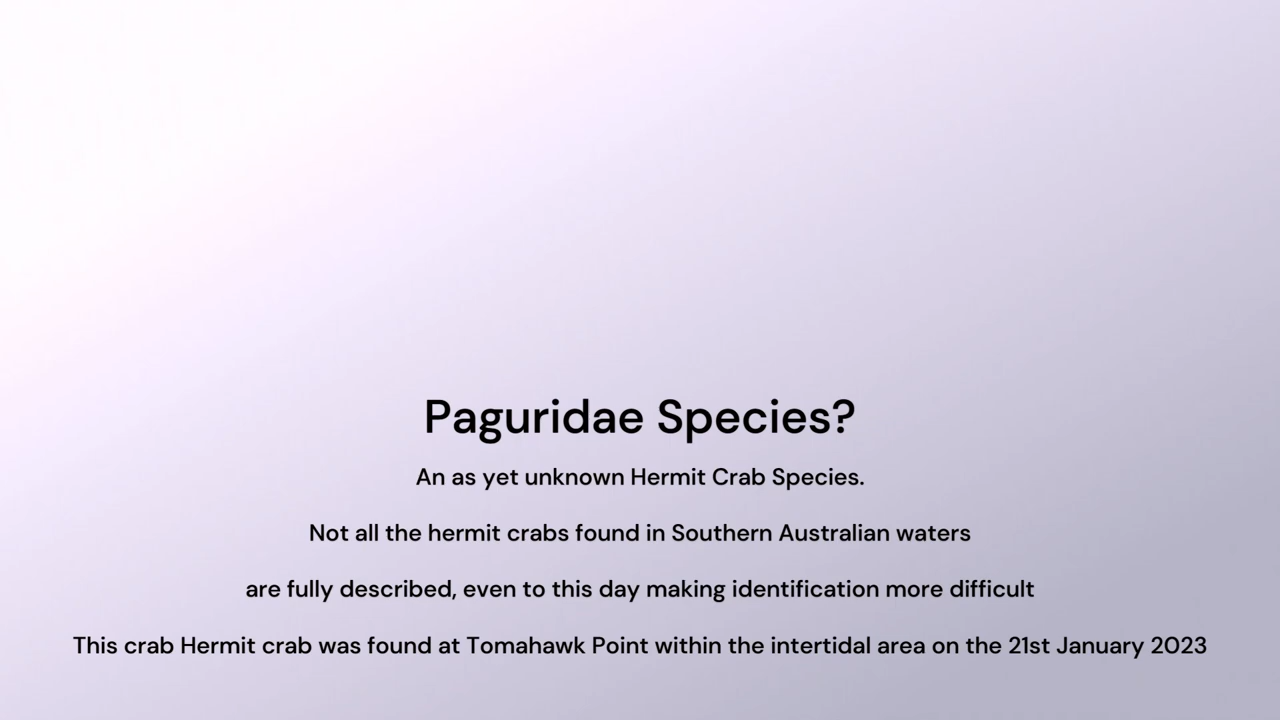 Paguridae Species?
An as yet unknown Hermit Crab Species.
Not all the hermit crabs found in Southern Australian waters
are fully described, even to this day making identification more difficult
This crab Hermit crab was found at Tomahawk Point within the intertidal area on the 21st January 2023